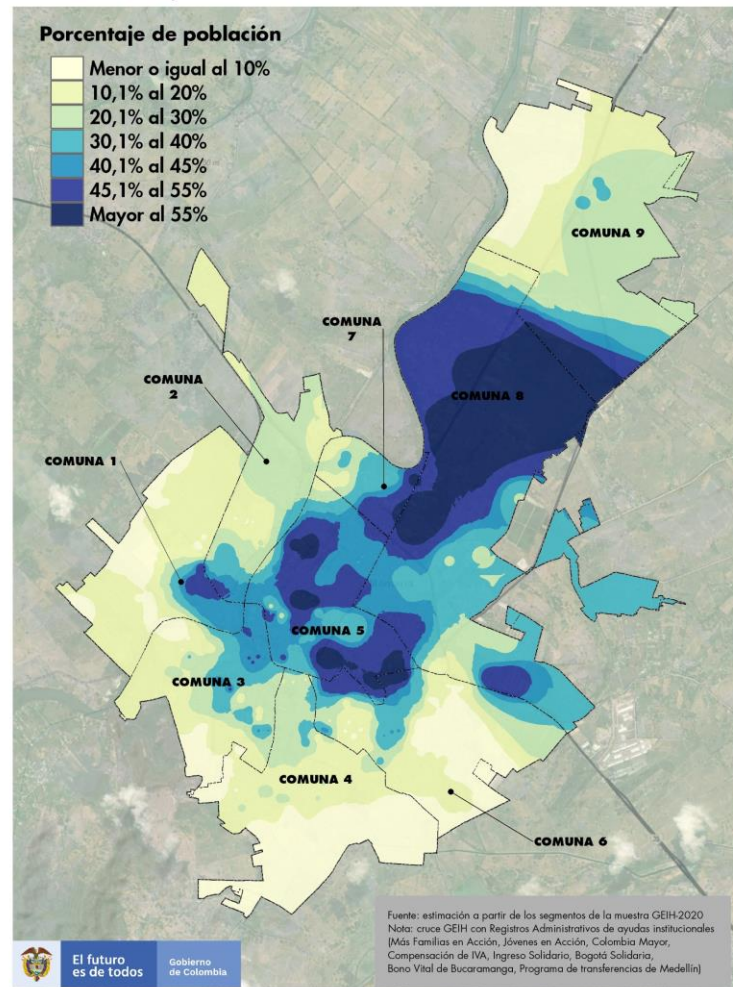 Porcentaje de población
Menor o igual al 10%
10,1% al 20%
20,1% al 30%
30,1% al 40%
40,1% al 45%
45,1% al 55%
Mayor al 55%
COMUNA 9
COMUNA
7
COMUNA 8
COMUNA
2
COMUNA 1
COMUNA 5
COMUNA 3
COMUNA 4
COMUNA 6
Fuente: estimación a partir de los segmentos de la muestra GEIH-2020
Nota: cruce GEIH con Registros Administrativos de ayudas institucionales
(Más Familias en Acción, Jóvenes en Acción, Colombia Mayor,
Compensación de IVA, Ingreso Solidario, Bogotá Solidaria,
Bono Vital de Bucaramanga, Programa de transferencias de Medellín)
El futuro
es de todos
Gobierno
de Colombia